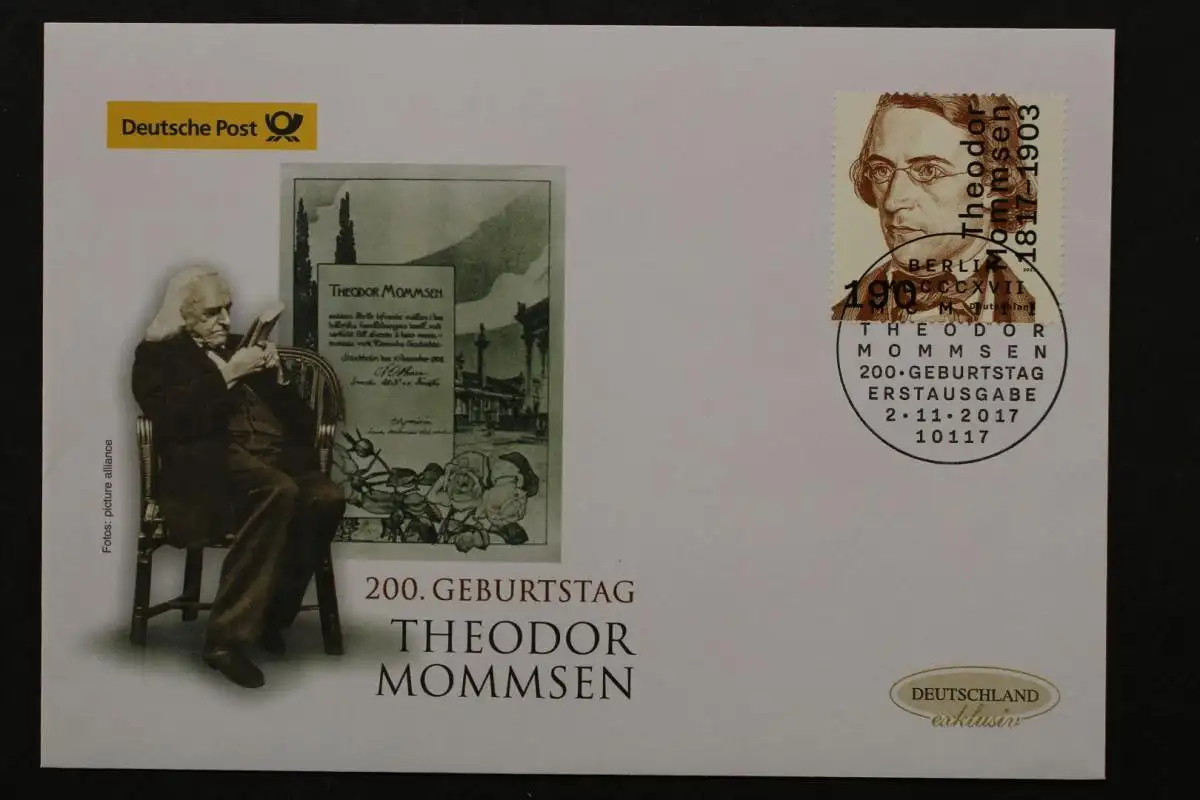 Deutsche Post
Theodor
Mommsen
1817–1903
190
Deutschland
BERLIN
THEODOR
MOMMSEN
200·GEBURTSTAG
ERSTAUSGABE
2·11·2017
10117
THEODOR MOMMSEN
Fotos: picture alliance
200. GEBURTSTAG
THEODOR
MOMMSEN
DEUTSCHLAND
exklusiv